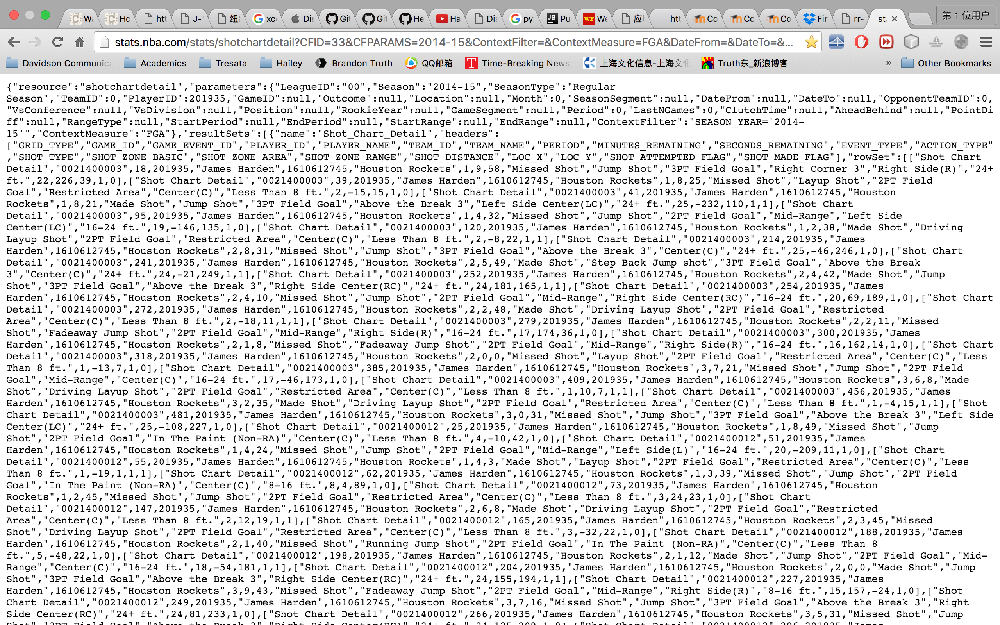 Wa
Ho
htt
J-
纽
xc
Dis
Git
Git
He
Ha
Dis
py
Pu
We
应
htt
Co
Co
Co
Fir
rr-
st
第 1 位用户
stats.nba.com/stats/shotchartdetail?CFID=33&CFPARAMS=2014-15&ContextFilter=&ContextMeasure=FGA&DateFrom=&DateTo=&...
Davidson Communica Academics Tresata Hailey Brandon Truth QQ邮箱 Time-Breaking News, 上海文化信息-上海文化 Truth东_新浪博客 » Other Bookmarks
{"resource":"shotchartdetail","parameters":{"LeagueID":"00","Season":"2014-15","SeasonType":"Regular
Season","TeamID":0,"PlayerID":201935,"GameID":null,"Outcome":null,"Location":null,"Month":0,"SeasonSegment":null,"DateFrom":null,"DateTo":null,"OpponentTeamID":0,
"VsConference":null,"VsDivision":null,"Position":null,"RookieYear":null,"GameSegment":null,"Period":0,"LastNGames":0,"ClutchTime":null,"AheadBehind":null,"PointDi
ff":null,"RangeType":null,"StartPeriod":null,"EndPeriod":null,"StartRange":null,"EndRange":null,"ContextFilter":"SEASON_YEAR='2014-
15'","ContextMeasure":"FGA"},"resultSets":[{"name":"Shot_Chart_Detail","headers":
["GRID_TYPE","GAME_ID","GAME_EVENT_ID","PLAYER_ID","PLAYER_NAME","TEAM_ID","TEAM_NAME","PERIOD","MINUTES_REMAINING","SECONDS_REMAINING","EVENT_TYPE","ACTION_TYPE"
,"SHOT_TYPE","SHOT_ZONE_BASIC","SHOT_ZONE_AREA","SHOT_ZONE_RANGE","SHOT_DISTANCE","LOC_X","LOC_Y","SHOT_ATTEMPTED_FLAG","SHOT_MADE_FLAG"],"rowSet":[["Shot Chart
Detail","0021400003",18,201935,"James Harden",1610612745,"Houston Rockets",1,9,58,"Missed Shot","Jump Shot","3PT Field Goal","Right Corner 3","Right Side(R)","24+
ft.",22,226,39,1,0],["Shot Chart Detail","0021400003",39,201935,"James Harden",1610612745,"Houston Rockets",1,8,25,"Missed Shot","Layup Shot","2PT Field
Goal","Restricted Area","Center(C)","Less Than 8 ft.",2,-15,15,1,0],["Shot Chart Detail","0021400003",41,201935,"James Harden",1610612745,"Houston
Rockets",1,8,21,"Made Shot","Jump Shot","3PT Field Goal","Above the Break 3","Left Side Center(LC)","24+ ft.",25,-232,110,1,1],["Shot Chart
Detail","0021400003",95,201935,"James Harden",1610612745,"Houston Rockets",1,4,32,"Missed Shot","Jump Shot","2PT Field Goal","Mid-Range","Left Side
Center(LC)","16-24 ft.",19,-146,135,1,0],["Shot Chart Detail","0021400003",120,201935,"James Harden",1610612745,"Houston Rockets",1,2,38,"Made Shot","Driving
Layup Shot","2PT Field Goal","Restricted Area","Center(C)","Less Than 8 ft.",2,-8,22,1,1],["Shot Chart Detail","0021400003",214,201935,"James
Harden",1610612745,"Houston Rockets",2,8,31,"Missed Shot","Jump Shot","3PT Field Goal","Above the Break 3","Center(C)","24+ ft.",25,-46,246,1,0],["Shot Chart
Detail","0021400003",241,201935,"James Harden",1610612745,"Houston Rockets",2,5,49,"Made Shot","Step Back Jump shot","3PT Field Goal","Above the Break
3","Center(C)","24+ ft.",24,-21,249,1,1],["Shot Chart Detail","0021400003",252,201935,"James Harden",1610612745,"Houston Rockets",2,4,42,"Made Shot","Jump
Shot","3PT Field Goal","Above the Break 3","Right Side Center(RC)","24+ ft.",24,181,165,1,1],["Shot Chart Detail","0021400003",254,201935,"James
Harden",1610612745,"Houston Rockets",2,4,10,"Missed Shot","Jump Shot","2PT Field Goal","Mid-Range","Right Side Center(RC)","16-24 ft.",20,69,189,1,0],["Shot Chart
Detail","0021400003",272,201935,"James Harden",1610612745,"Houston Rockets",2,2,48,"Made Shot","Driving Layup Shot","2PT Field Goal","Restricted
Area","Center(C)","Less Than 8 ft.",2,-18,11,1,1],["Shot Chart Detail","0021400003",279,201935,"James Harden",1610612745,"Houston Rockets",2,2,11,"Missed
Shot","Fadeaway Jump Shot","2PT Field Goal","Mid-Range","Right Side(R)","16-24 ft.",17,174,36,1,0],["Shot Chart Detail","0021400003",300,201935,"James
Harden",1610612745,"Houston Rockets",2,1,8,"Missed Shot","Fadeaway Jump Shot","2PT Field Goal","Mid-Range","Right Side(R)","16-24 ft.",16,162,14,1,0],["Shot Chart
Detail","0021400003",318,201935,"James Harden",1610612745,"Houston Rockets",2,0,0,"Missed Shot","Layup Shot","2PT Field Goal","Restricted Area","Center(C)","Less
Than 8 ft.",1,-13,7,1,0],["Shot Chart Detail","0021400003",385,201935,"James Harden",1610612745,"Houston Rockets",3,7,21,"Missed Shot","Jump Shot","2PT Field
Goal","Mid-Range","Center(C)","16-24 ft.",17,-46,173,1,0],["Shot Chart Detail","0021400003",409,201935,"James Harden",1610612745,"Houston Rockets",3,6,8,"Made
Shot","Driving Layup Shot","2PT Field Goal","Restricted Area","Center(C)","Less Than 8 ft.",1,10,7,1,1],["Shot Chart Detail","0021400003",456,201935,"James
Harden",1610612745,"Houston Rockets",3,2,35,"Made Shot","Driving Layup Shot","2PT Field Goal","Restricted Area","Center(C)","Less Than 8 ft.",1,-4,15,1,1],["Shot
Chart Detail","0021400003",481,201935,"James Harden",1610612745,"Houston Rockets",3,0,31,"Missed Shot","Jump Shot","3PT Field Goal","Above the Break 3","Left Side
Center(LC)","24+ ft.",25,-108,227,1,0],["Shot Chart Detail","0021400012",25,201935,"James Harden",1610612745,"Houston Rockets",1,8,49,"Missed Shot","Jump
Shot","2PT Field Goal","In The Paint (Non-RA)","Center(C)","Less Than 8 ft.",4,-10,42,1,0],["Shot Chart Detail","0021400012",51,201935,"James
Harden",1610612745,"Houston Rockets",1,4,24,"Missed Shot","Jump Shot","2PT Field Goal","Mid-Range","Left Side(L)","16-24 ft.",20,-209,11,1,0],["Shot Chart
Detail","0021400012",55,201935,"James Harden",1610612745,"Houston Rockets",1,4,3,"Made Shot","Layup Shot","2PT Field Goal","Restricted Area","Center(C)","Less
Than 8 ft.",1,-19,1,1,1],["Shot Chart Detail","0021400012",62,201935,"James Harden",1610612745,"Houston Rockets",1,3,39,"Missed Shot","Jump Shot","2PT Field
Goal","In The Paint (Non-RA)","Center(C)","8-16 ft.",8,4,89,1,0],["Shot Chart Detail","0021400012",73,201935,"James Harden",1610612745,"Houston
Rockets",1,2,45,"Missed Shot","Jump Shot","2PT Field Goal","Restricted Area","Center(C)","Less Than 8 ft.",3,24,23,1,0],["Shot Chart
Detail","0021400012",147,201935,"James Harden",1610612745,"Houston Rockets",2,6,8,"Made Shot","Driving Layup Shot","2PT Field Goal","Restricted
Area","Center(C)","Less Than 8 ft.",2,12,19,1,1],["Shot Chart Detail","0021400012",165,201935,"James Harden",1610612745,"Houston Rockets",2,3,45,"Missed
Shot","Driving Layup Shot","2PT Field Goal","Restricted Area","Center(C)","Less Than 8 ft.",3,-32,22,1,0],["Shot Chart Detail","0021400012",188,201935,"James
Harden",1610612745,"Houston Rockets",2,1,40,"Missed Shot","Running Jump Shot","2PT Field Goal","In The Paint (Non-RA)","Center(C)","Less Than 8
ft.",5,-48,22,1,0],["Shot Chart Detail","0021400012",198,201935,"James Harden",1610612745,"Houston Rockets",2,1,12,"Made Shot","Jump Shot","2PT Field Goal","Mid-
Range","Center(C)","16-24 ft.",18,-54,181,1,1],["Shot Chart Detail","0021400012",204,201935,"James Harden",1610612745,"Houston Rockets",2,0,0,"Made Shot","Jump
Shot","3PT Field Goal","Above the Break 3","Right Side Center(RC)","24+ ft.",24,155,194,1,1],["Shot Chart Detail","0021400012",227,201935,"James
Harden",1610612745,"Houston Rockets",3,9,43,"Missed Shot","Fadeaway Jump Shot","2PT Field Goal","Mid-Range","Right Side(R)","8-16 ft.",15,157,-24,1,0],["Shot
Chart Detail","0021400012",249,201935,"James Harden",1610612745,"Houston Rockets",3,7,16,"Missed Shot","Jump Shot","3PT Field Goal","Above the Break 3","Right
Side Center(RC)","24+ ft.",24,81,233,1,0],["Shot Chart Detail","0021400012",266,201935,"James Harden",1610612745,"Houston Rockets",3,5,31,"Missed Shot","Jump
Shot","3PT Field Goal","Above the Break 3","Right Side Center(RC)","24+ ft.",24,125,209,1,0],["Shot Chart Detail","0021400012",296,201935,"James